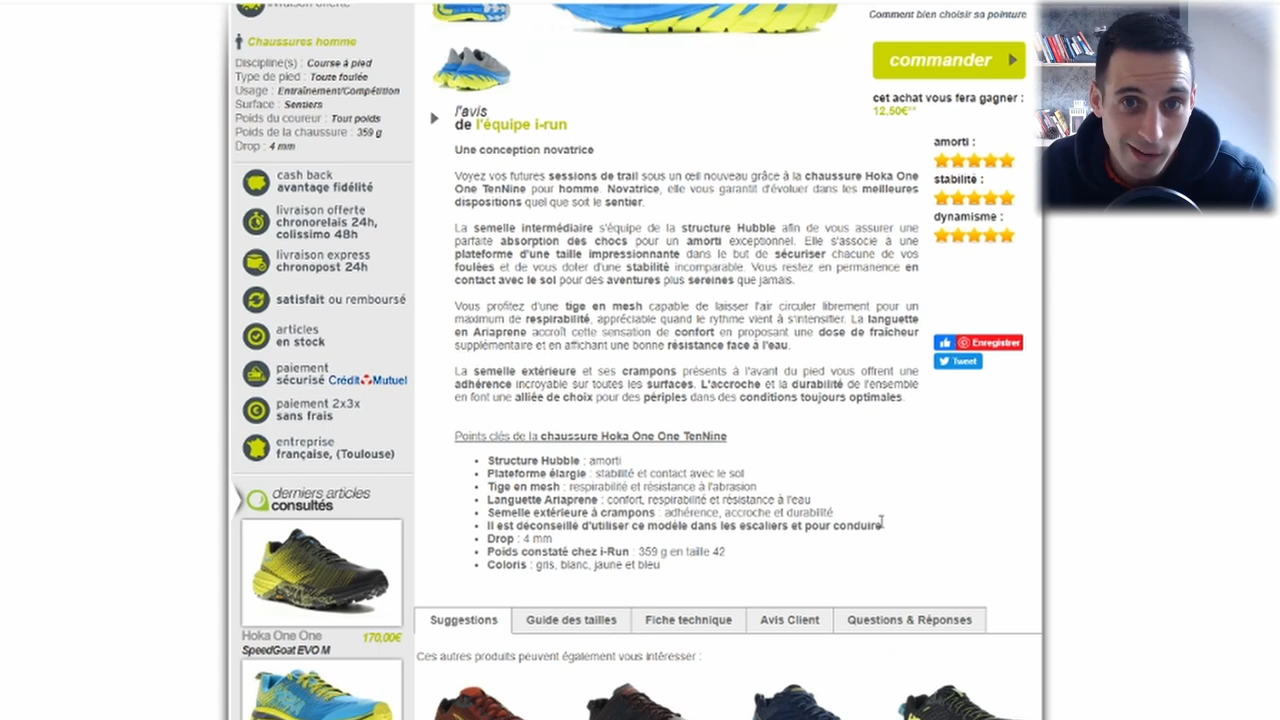 livraison offerte
Chaussures homme
Discipline(s) : Course à pied
Type de pied : Toute foulée
Usage : Entraînement/Compétition
Surface : Sentiers
Poids du coureur : Tout poids
Poids de la chaussure : 359 g
Drop : 4 mm
cash back
avantage fidélité
livraison offerte
chronorelais 24h,
colissimo 48h
livraison express
chronopost 24h
satisfait ou remboursé
articles
en stock
paiement
sécurisé Crédit Mutuel
paiement 2x3x
sans frais
entreprise
française, (Toulouse)
derniers articles
consultés
Hoka One One 170,00€
SpeedGoat EVO M
l'avis
de l'équipe i-run
Une conception novatrice
Voyez vos futures sessions de trail sous un œil nouveau grâce à la chaussure Hoka One
One TenNine pour homme. Novatrice, elle vous garantit d'évoluer dans les meilleures
dispositions quel que soit le sentier.
La semelle intermédiaire s'équipe de la structure Hubble afin de vous assurer une
parfaite absorption des chocs pour un amorti exceptionnel. Elle s'associe à une
plateforme d'une taille impressionnante dans le but de sécuriser chacune de vos
foulées et de vous doter d'une stabilité incomparable. Vous restez en permanence en
contact avec le sol pour des aventures plus sereines que jamais.
Vous profitez d'une tige en mesh capable de laisser l'air circuler librement pour un
maximum de respirabilité, appréciable quand le rythme vient à s'intensifier. La languette
en Ariaprene accroît cette sensation de confort en proposant une dose de fraîcheur
supplémentaire et en affichant une bonne résistance face à l'eau.
La semelle extérieure et ses crampons présents à l'avant du pied vous offrent une
adhérence incroyable sur toutes les surfaces. L'accroche et la durabilité de l'ensemble
en font une alliée de choix pour des périples dans des conditions toujours optimales.
Points clés de la chaussure Hoka One One TenNine
• Structure Hubble : amorti
• Plateforme élargie : stabilité et contact avec le sol
• Tige en mesh : respirabilité et résistance à l'abrasion
• Languette Ariaprene : confort, respirabilité et résistance à l'eau
• Semelle extérieure à crampons : adhérence, accroche et durabilité
• Il est déconseillé d'utiliser ce modèle dans les escaliers et pour conduire
• Drop : 4 mm
• Poids constaté chez i-Run : 359 g en taille 42
• Coloris : gris, blanc, jaune et bleu
Comment bien choisir sa pointure
commander
cet achat vous fera gagner :
12,50€**
amorti :
stabilité :
dynamisme :
Enregistrer
Tweet
Suggestions Guide des tailles Fiche technique Avis Client Questions & Réponses
Ces autres produits peuvent également vous intéresser :